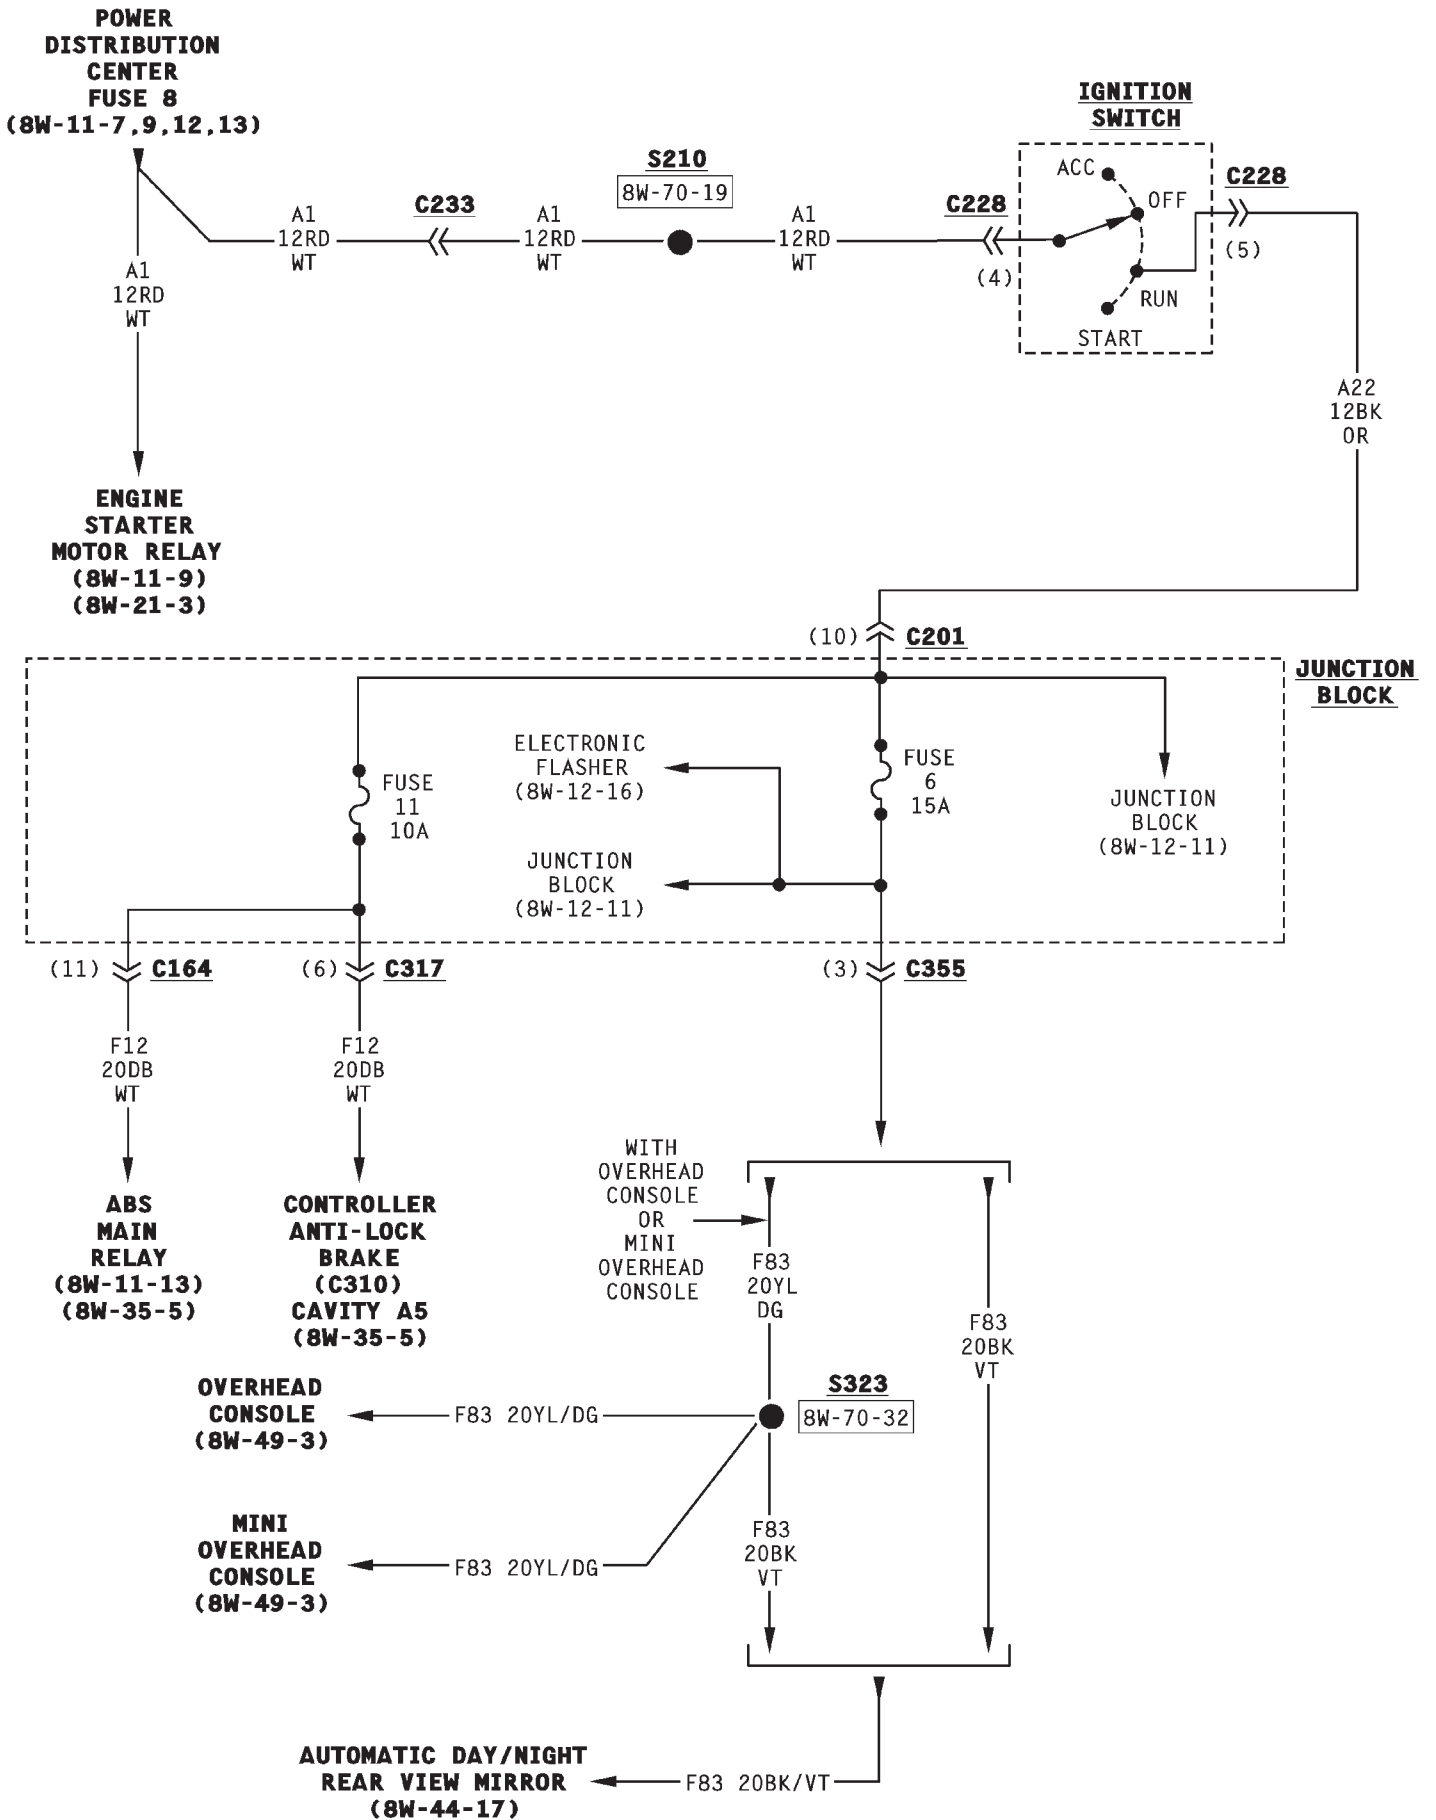 POWER
DISTRIBUTION
CENTER
FUSE 8
(8W-11-7,9,12,13)
A1
12RD
WT
C233
A1
12RD
WT
S210
8W-70-19
A1
12RD
WT
C228
(4)
IGNITION
SWITCH
ACC
OFF
RUN
START
C228
(5)
A1
12RD
WT
A22
12BK
OR
ENGINE
STARTER
MOTOR RELAY
(8W-11-9)
(8W-21-3)
(10)
C201
JUNCTION
BLOCK
FUSE
11
10A
ELECTRONIC
FLASHER
(8W-12-16)
JUNCTION
BLOCK
(8W-12-11)
FUSE
6
15A
JUNCTION
BLOCK
(8W-12-11)
(11)
C164
(6)
C317
(3)
C355
F12
20DB
WT
F12
20DB
WT
ABS
MAIN
RELAY
(8W-11-13)
(8W-35-5)
CONTROLLER
ANTI-LOCK
BRAKE
(C310)
CAVITY A5
(8W-35-5)
WITH
OVERHEAD
CONSOLE
OR
MINI
OVERHEAD
CONSOLE
F83
20YL
DG
F83
20BK
VT
OVERHEAD
CONSOLE
(8W-49-3)
F83 20YL/DG
S323
8W-70-32
MINI
OVERHEAD
CONSOLE
(8W-49-3)
F83 20YL/DG
F83
20BK
VT
AUTOMATIC DAY/NIGHT
REAR VIEW MIRROR
(8W-44-17)
F83 20BK/VT